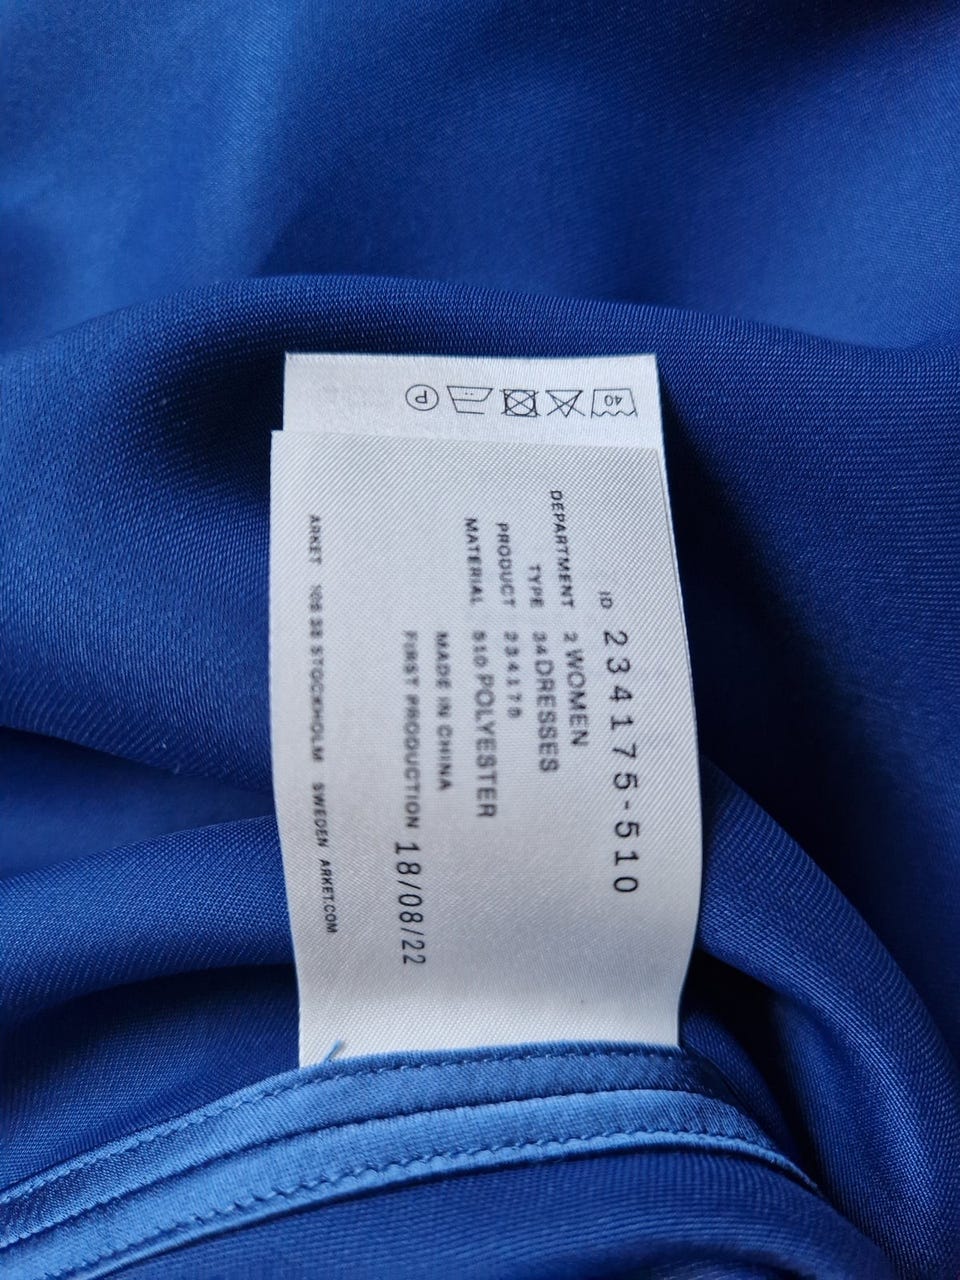 40
P
ID 234175-510
DEPARTMENT 2 WOMEN
TYPE 34 DRESSES
PRODUCT 234175
MATERIAL 510 POLYESTER
MADE IN CHINA
FIRST PRODUCTION 18/08/22
ARKET 106 38 STOCKHOLM SWEDEN ARKET.COM